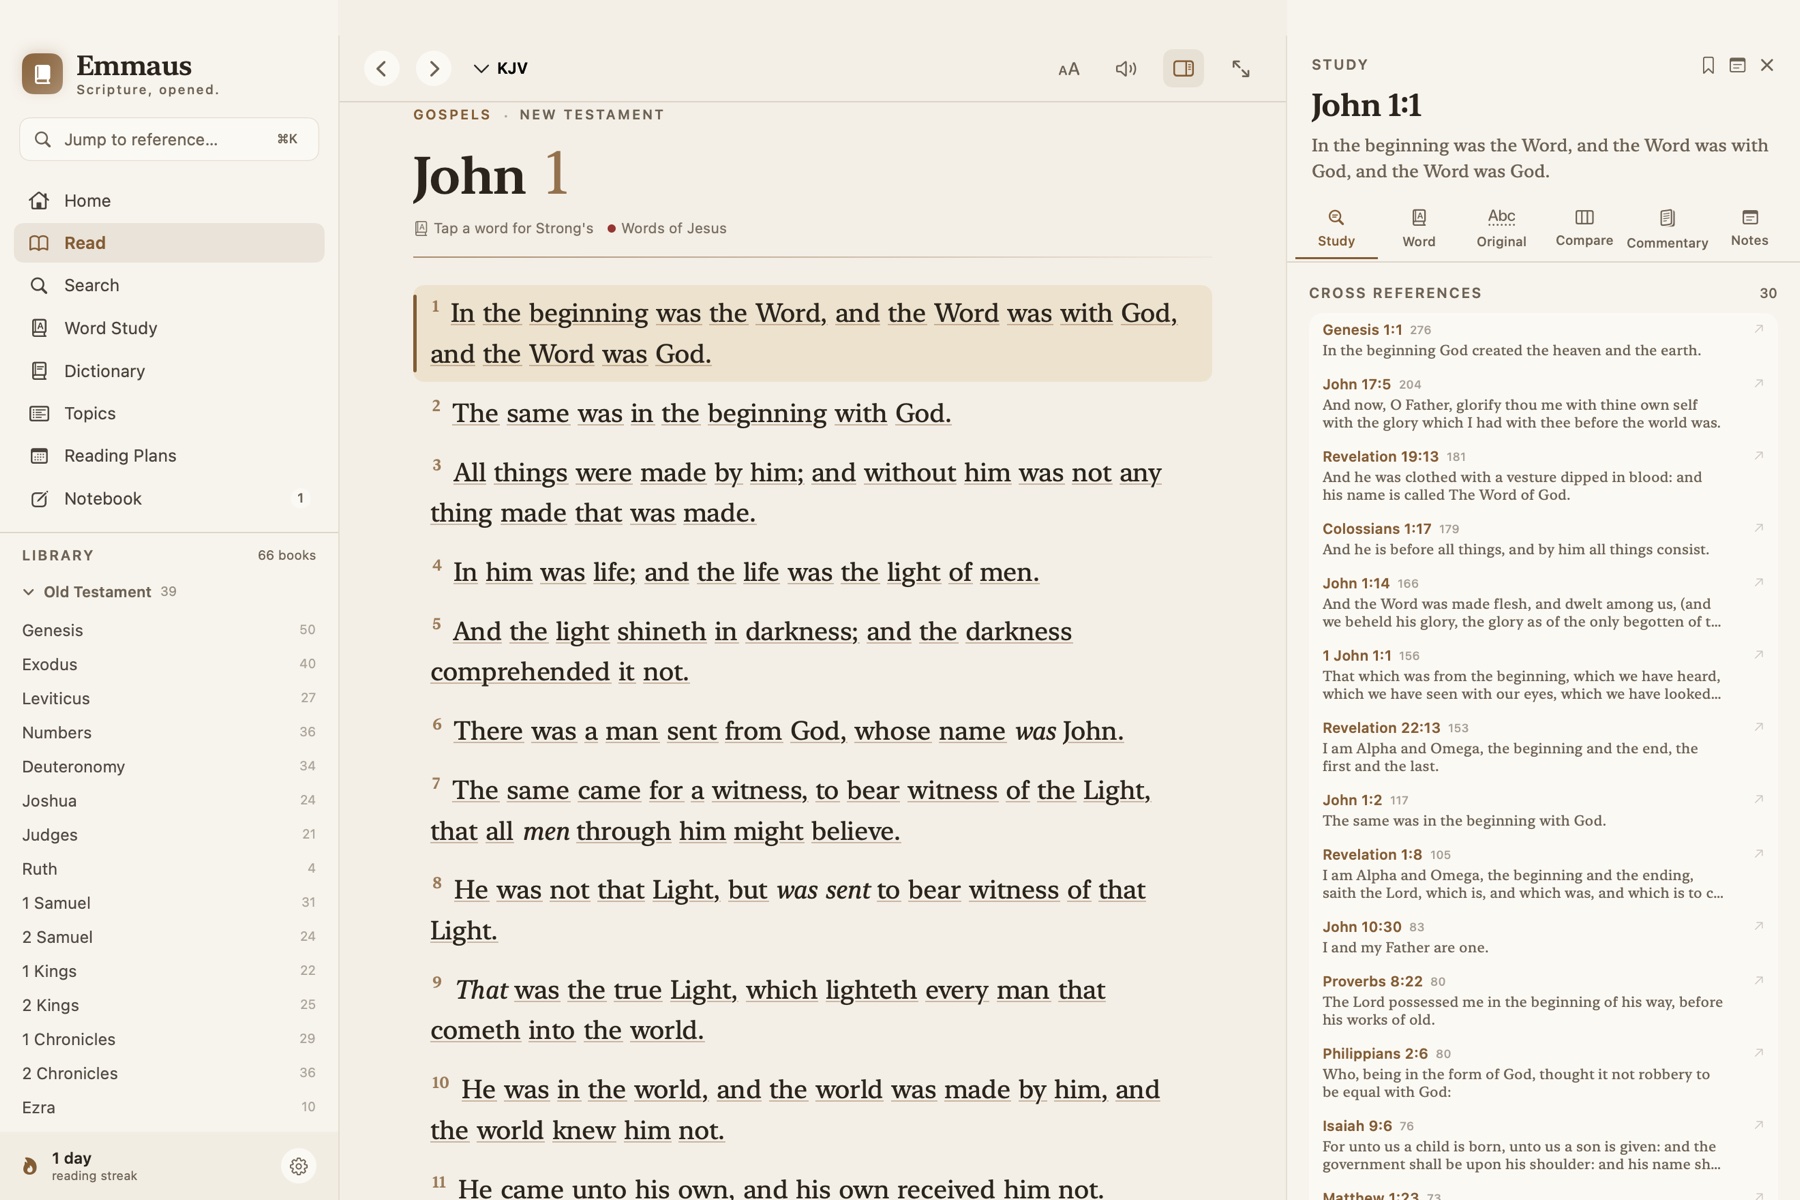 Emmaus
Scripture, opened.
Jump to reference... ⌘K
Home
Read
Search
Word Study
Dictionary
Topics
Reading Plans
Notebook 1
LIBRARY 66 books
Old Testament 39
Genesis 50
Exodus 40
Leviticus 27
Numbers 36
Deuteronomy 34
Joshua 24
Judges 21
Ruth 4
1 Samuel 31
2 Samuel 24
1 Kings 22
2 Kings 25
1 Chronicles 29
2 Chronicles 36
Ezra 10
1 day
reading streak
KJV
AA
GOSPELS · NEW TESTAMENT
John 1
Tap a word for Strong's • Words of Jesus
1 In the beginning was the Word, and the Word was with God,
and the Word was God.
2 The same was in the beginning with God.
3 All things were made by him; and without him was not any
thing made that was made.
4 In him was life; and the life was the light of men.
5 And the light shineth in darkness; and the darkness
comprehended it not.
6 There was a man sent from God, whose name was John.
7 The same came for a witness, to bear witness of the Light,
that all men through him might believe.
8 He was not that Light, but was sent to bear witness of that
Light.
9 That was the true Light, which lighteth every man that
cometh into the world.
10 He was in the world, and the world was made by him, and
the world knew him not.
11 He came unto his own, and his own received him not.
STUDY
John 1:1
In the beginning was the Word, and the Word was with
God, and the Word was God.
Study
Word
Abc
Original
Compare
Commentary
Notes
CROSS REFERENCES 30
Genesis 1:1 276
In the beginning God created the heaven and the earth.
John 17:5 204
And now, O Father, glorify thou me with thine own self
with the glory which I had with thee before the world was.
Revelation 19:13 181
And he was clothed with a vesture dipped in blood: and
his name is called The Word of God.
Colossians 1:17 179
And he is before all things, and by him all things consist.
John 1:14 166
And the Word was made flesh, and dwelt among us, (and
we beheld his glory, the glory as of the only begotten of t...
1 John 1:1 156
That which was from the beginning, which we have heard,
which we have seen with our eyes, which we have looked...
Revelation 22:13 153
I am Alpha and Omega, the beginning and the end, the
first and the last.
John 1:2 117
The same was in the beginning with God.
Revelation 1:8 105
I am Alpha and Omega, the beginning and the ending,
saith the Lord, which is, and which was, and which is to c...
John 10:30 83
I and my Father are one.
Proverbs 8:22 80
The Lord possessed me in the beginning of his way, before
his works of old.
Philippians 2:6 80
Who, being in the form of God, thought it not robbery to
be equal with God:
Isaiah 9:6 76
For unto us a child is born, unto us a son is given: and the
government shall be upon his shoulder: and his name sh...
Matthew 1:23 73